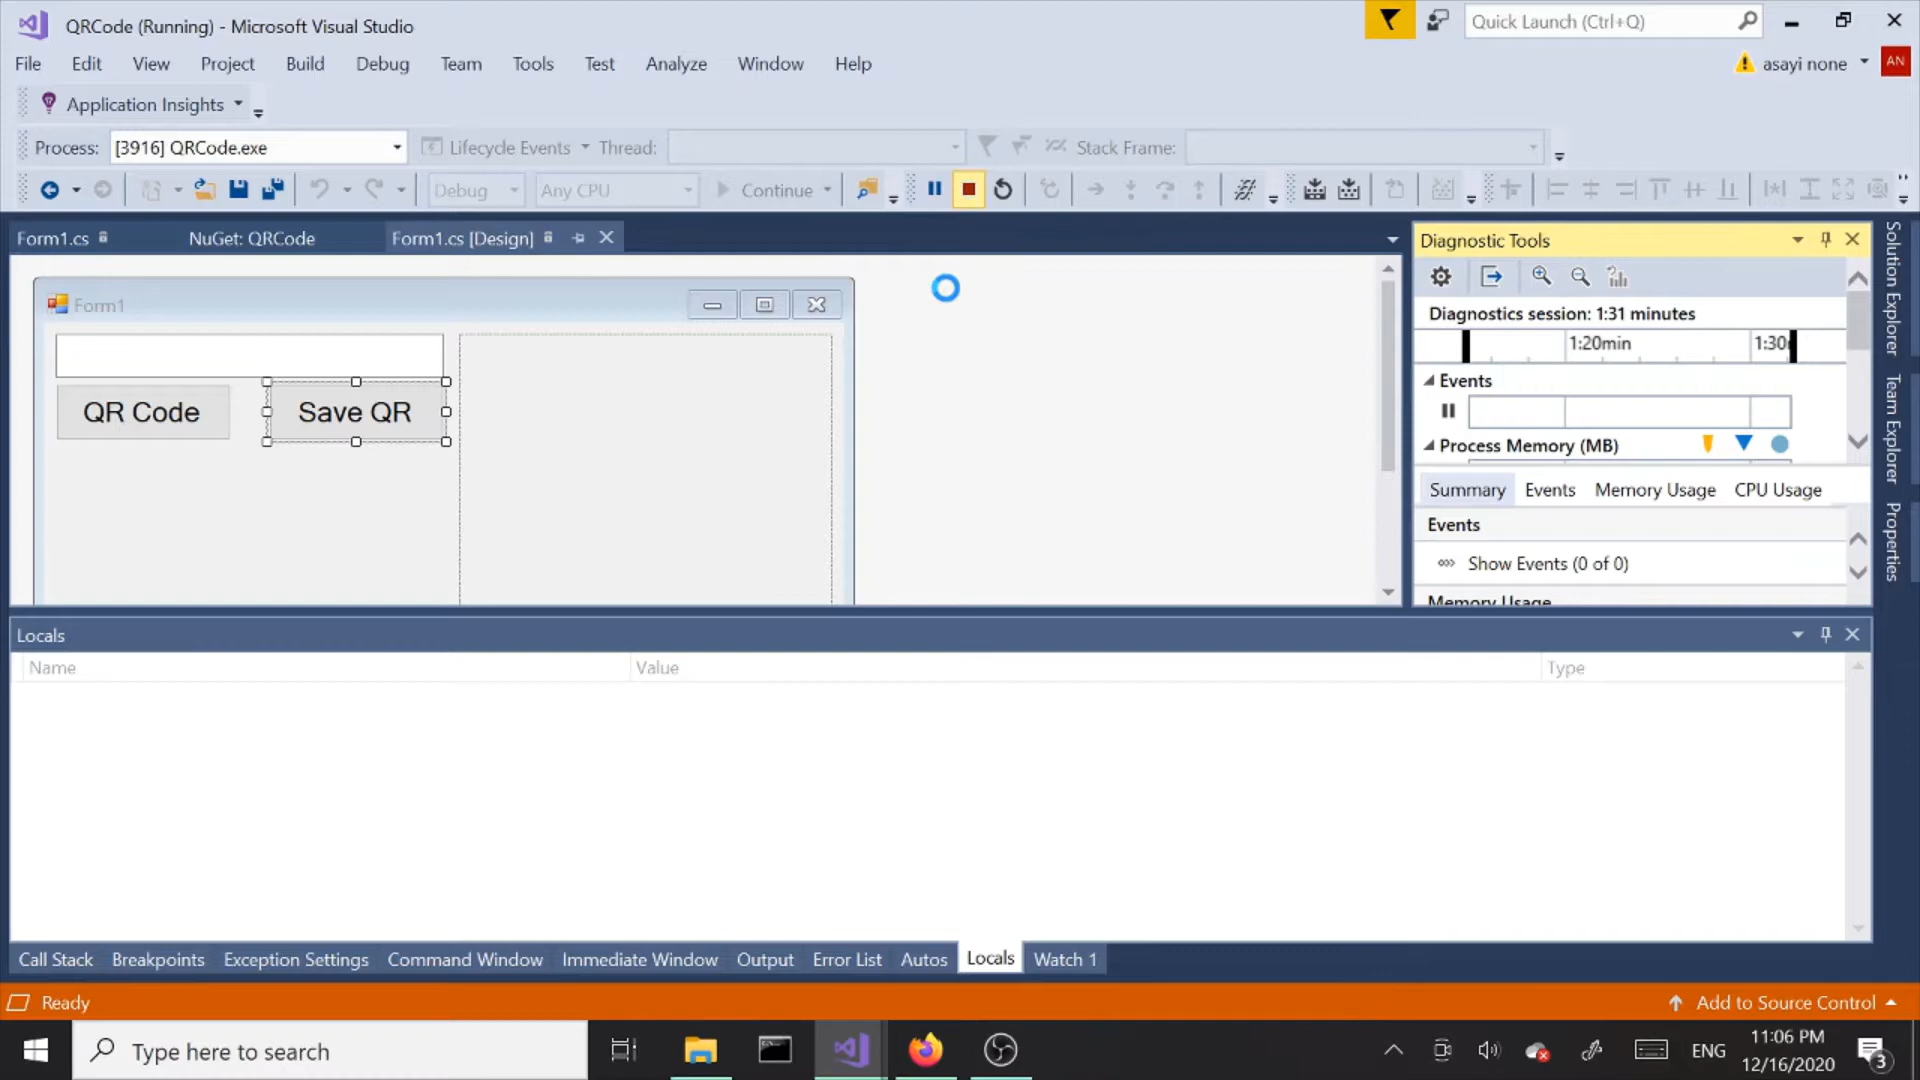 QRCode (Running) - Microsoft Visual Studio
Quick Launch (Ctrl+Q)
File Edit View Project Build Debug Team Tools Test Analyze Window Help
asayi none AN
Application Insights
Process: [3916] QRCode.exe Lifecycle Events Thread: Stack Frame:
Debug Any CPU Continue
Form1.cs NuGet: QRCode Form1.cs [Design]
Form1
QR Code Save QR
Diagnostic Tools
Diagnostics session: 1:31 minutes
1:20min 1:30
Events
Process Memory (MB)
Summary Events Memory Usage CPU Usage
Events
Show Events (0 of 0)
Memory Usage
Solution Explorer
Team Explorer
Properties
Locals
Name Value Type
Call Stack Breakpoints Exception Settings Command Window Immediate Window Output Error List Autos Locals Watch 1
Ready
Add to Source Control
Type here to search
ENG
11:06 PM
12/16/2020
3